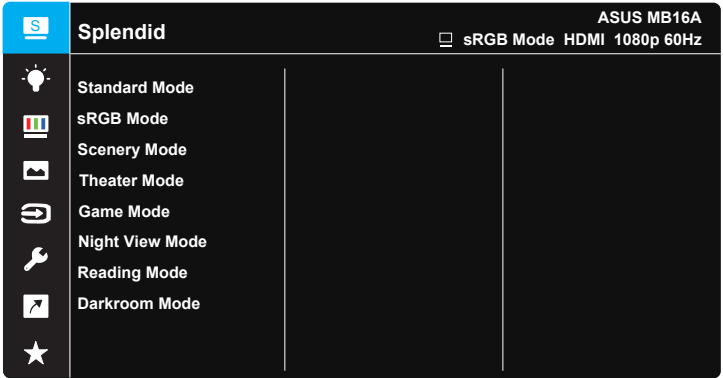 S
Splendid
ASUS MB16A
sRGB Mode HDMI 1080p 60Hz
Standard Mode
sRGB Mode
Scenery Mode
Theater Mode
Game Mode
Night View Mode
Reading Mode
Darkroom Mode